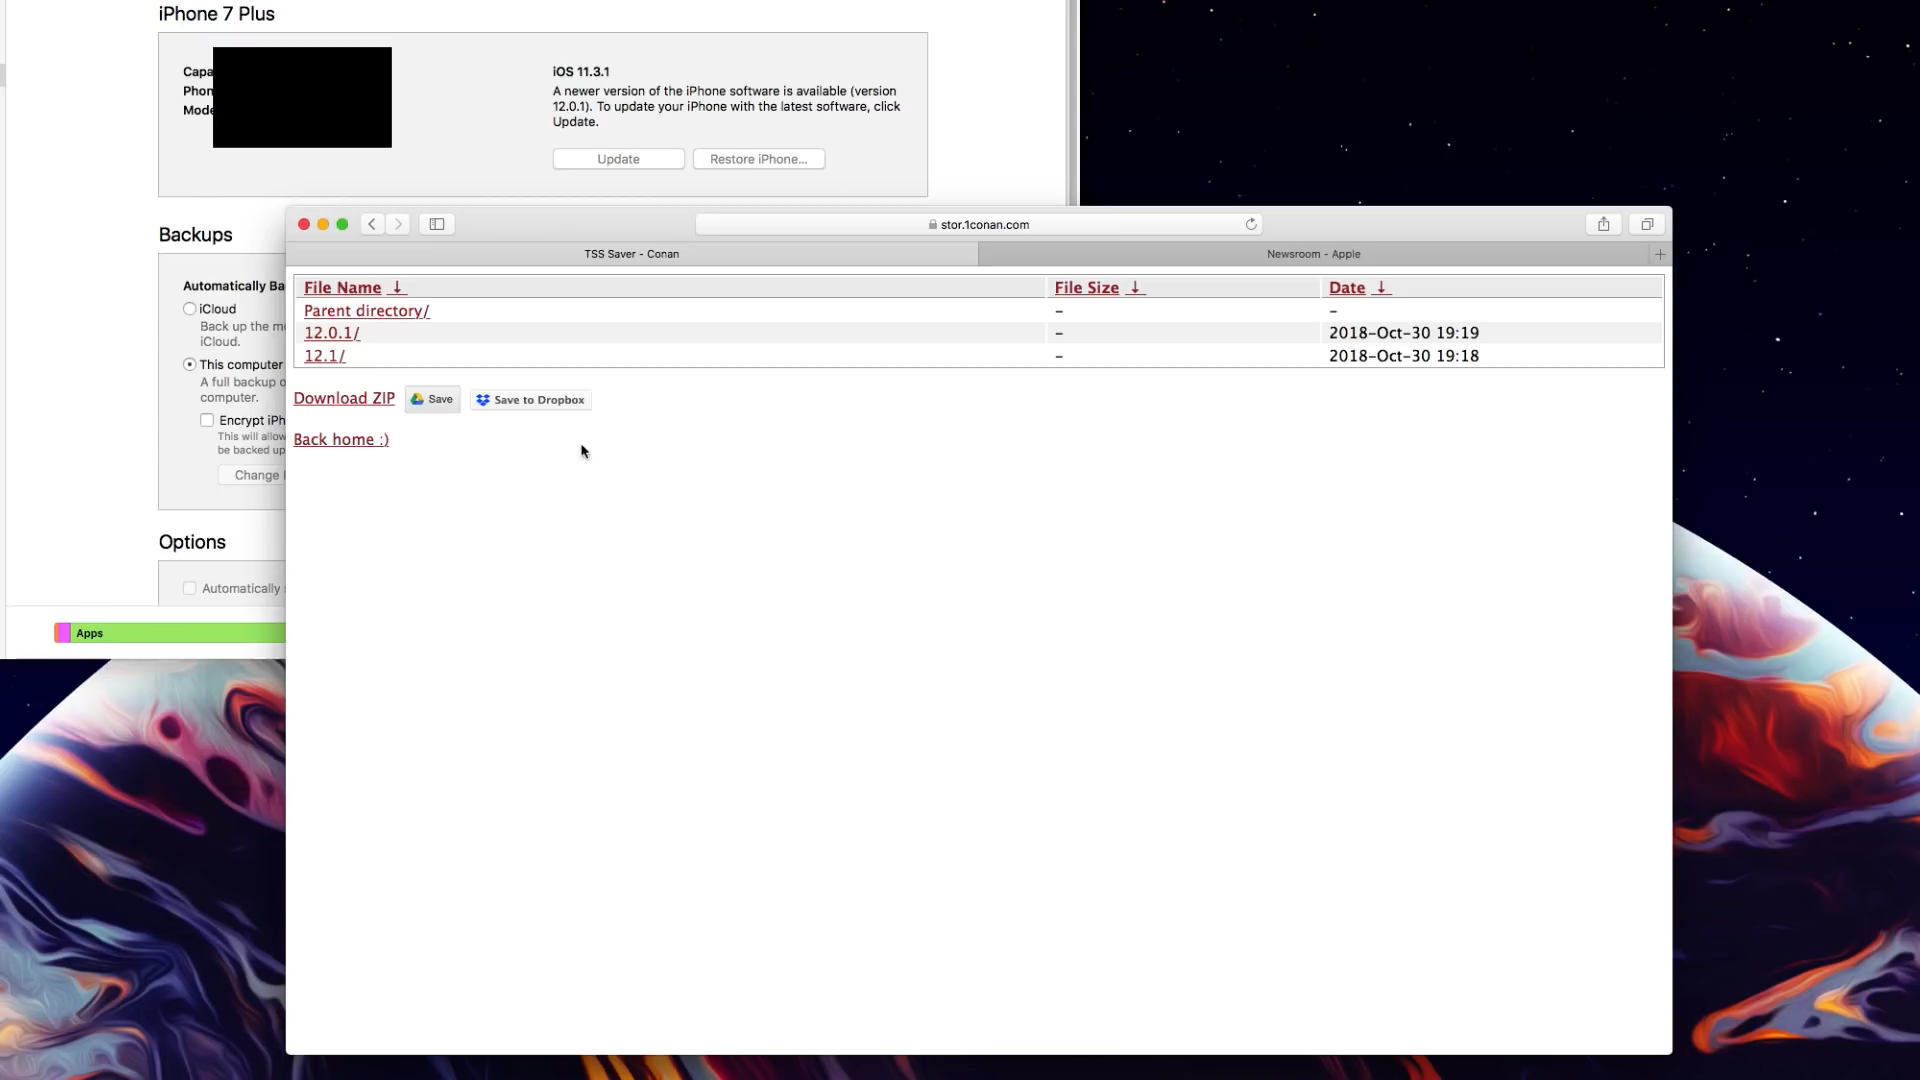 iPhone 7 Plus
Capa
Phon
Mode
iOS 11.3.1
A newer version of the iPhone software is available (version
12.0.1). To update your iPhone with the latest software, click
Update.
Update
Restore iPhone...
Backups
Automatically Ba
iCloud
Back up the m
iCloud.
This computer
A full backup o
computer.
Encrypt iPh
This will allow
be backed up
Change
Options
Automatically
Apps
stor.1conan.com
TSS Saver - Conan
Newsroom - Apple
File Name ↓
File Size ↓
Date ↓
Parent directory/
-
-
12.0.1/
-
2018-Oct-30 19:19
12.1/
-
2018-Oct-30 19:18
Download ZIP
Save
Save to Dropbox
Back home :)